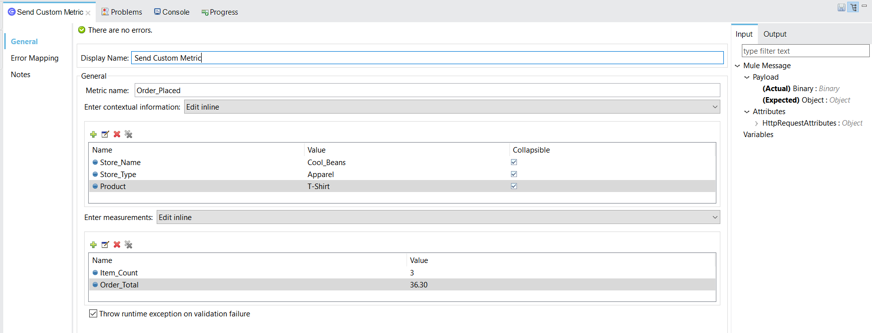 Send Custom Metric Problems Console Progress
General
Error Mapping
Notes
There are no errors.
Display Name: Send Custom Metric
General
Metric name: Order_Placed
Enter contextual information: Edit inline
Name Value Collapsible
Store_Name Cool_Beans
Store_Type Apparel
Product T-Shirt
Enter measurements: Edit inline
Name Value
Item_Count 3
Order_Total 36.30
Throw runtime exception on validation failure
Input Output
type filter text
Mule Message
Payload
(Actual) Binary : Binary
(Expected) Object : Object
Attributes
HttpRequestAttributes : Object
Variables